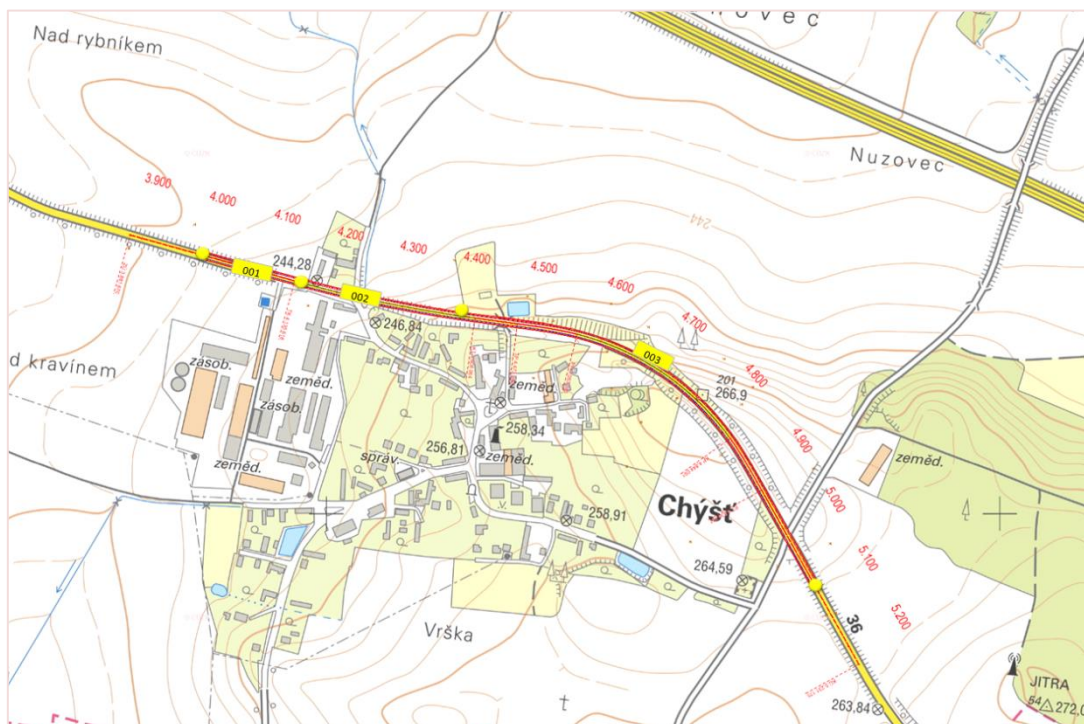 Nad rybníkem
Nuzovec
244
3.900
4.000
4.100
4.200
4.300
4.400
4.500
4.600
4.700
4.800
4.900
5.000
5.100
5.200
001
244,28
002
003
246,84
d kravínem
zásob.
zeměd.
zásob.
zeměd.
zeměd.
201
266,9
256,81
258,34
zeměd.
správ.
zeměd.
zeměd.
Chýšť
258,91
264,59
Vrška
36
JITRA
54 272,0
263,84
t